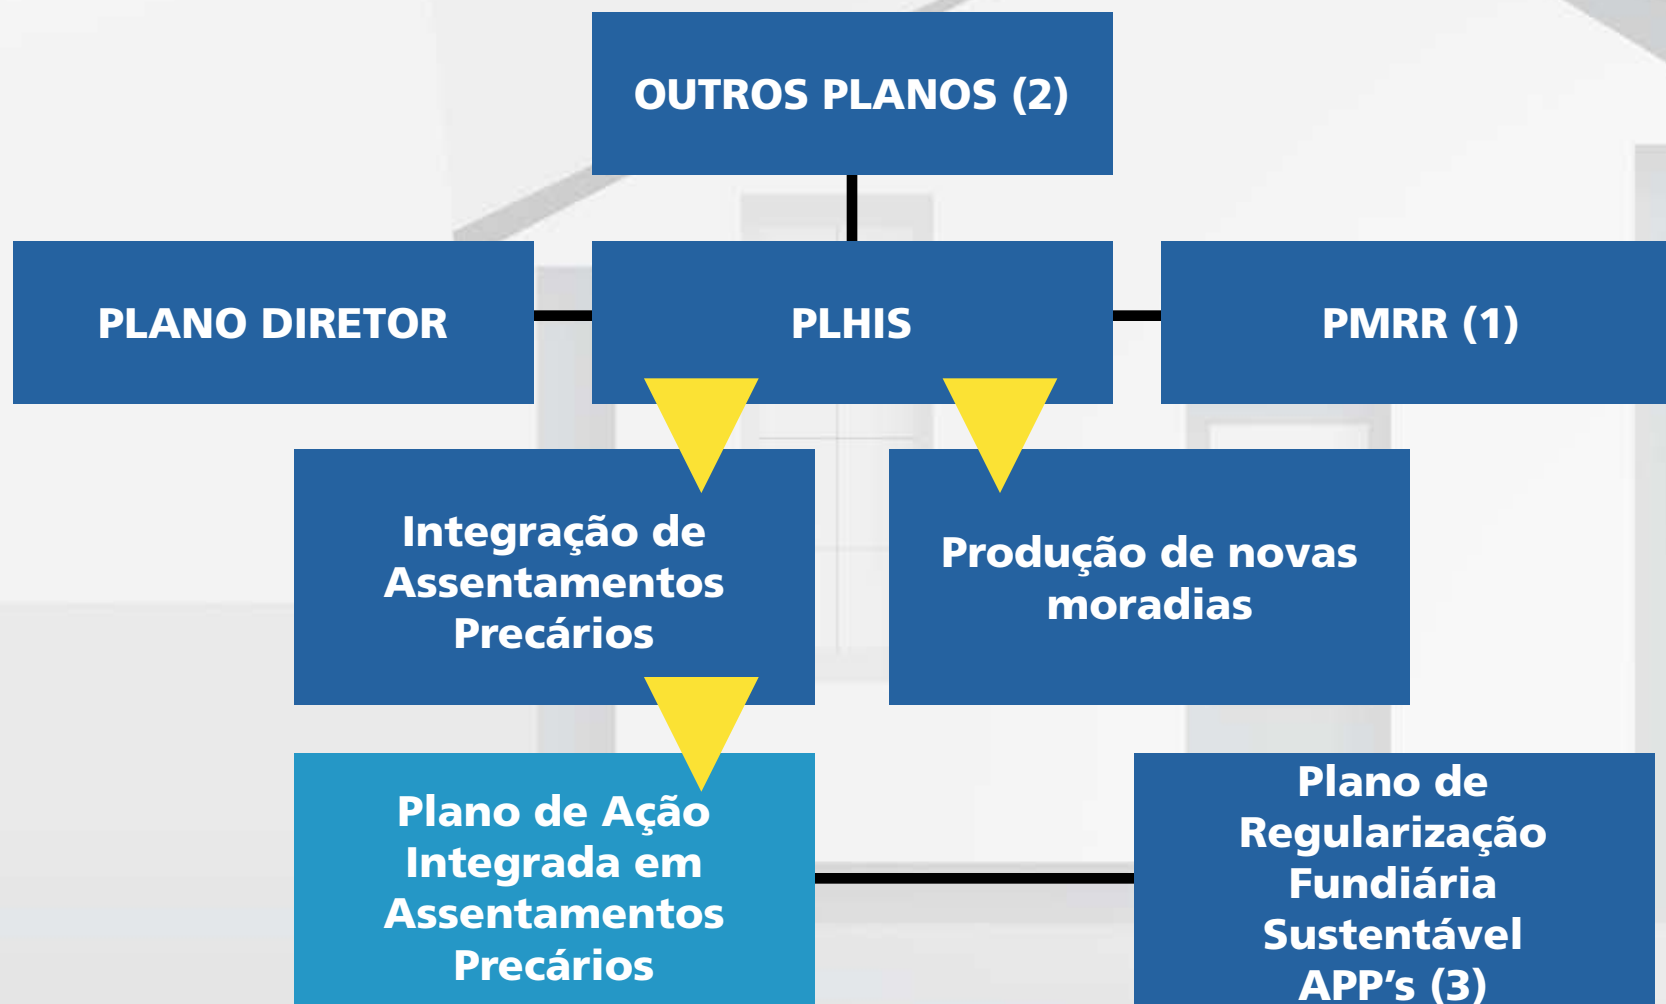 OUTROS PLANOS (2)
PLANO DIRETOR
PLHIS
PMRR (1)
Integração de
Assentamentos
Precários
Produção de novas
moradias
Plano de Ação
Integrada em
Assentamentos
Precários
Plano de
Regularização
Fundiária
Sustentável
APP's (3)